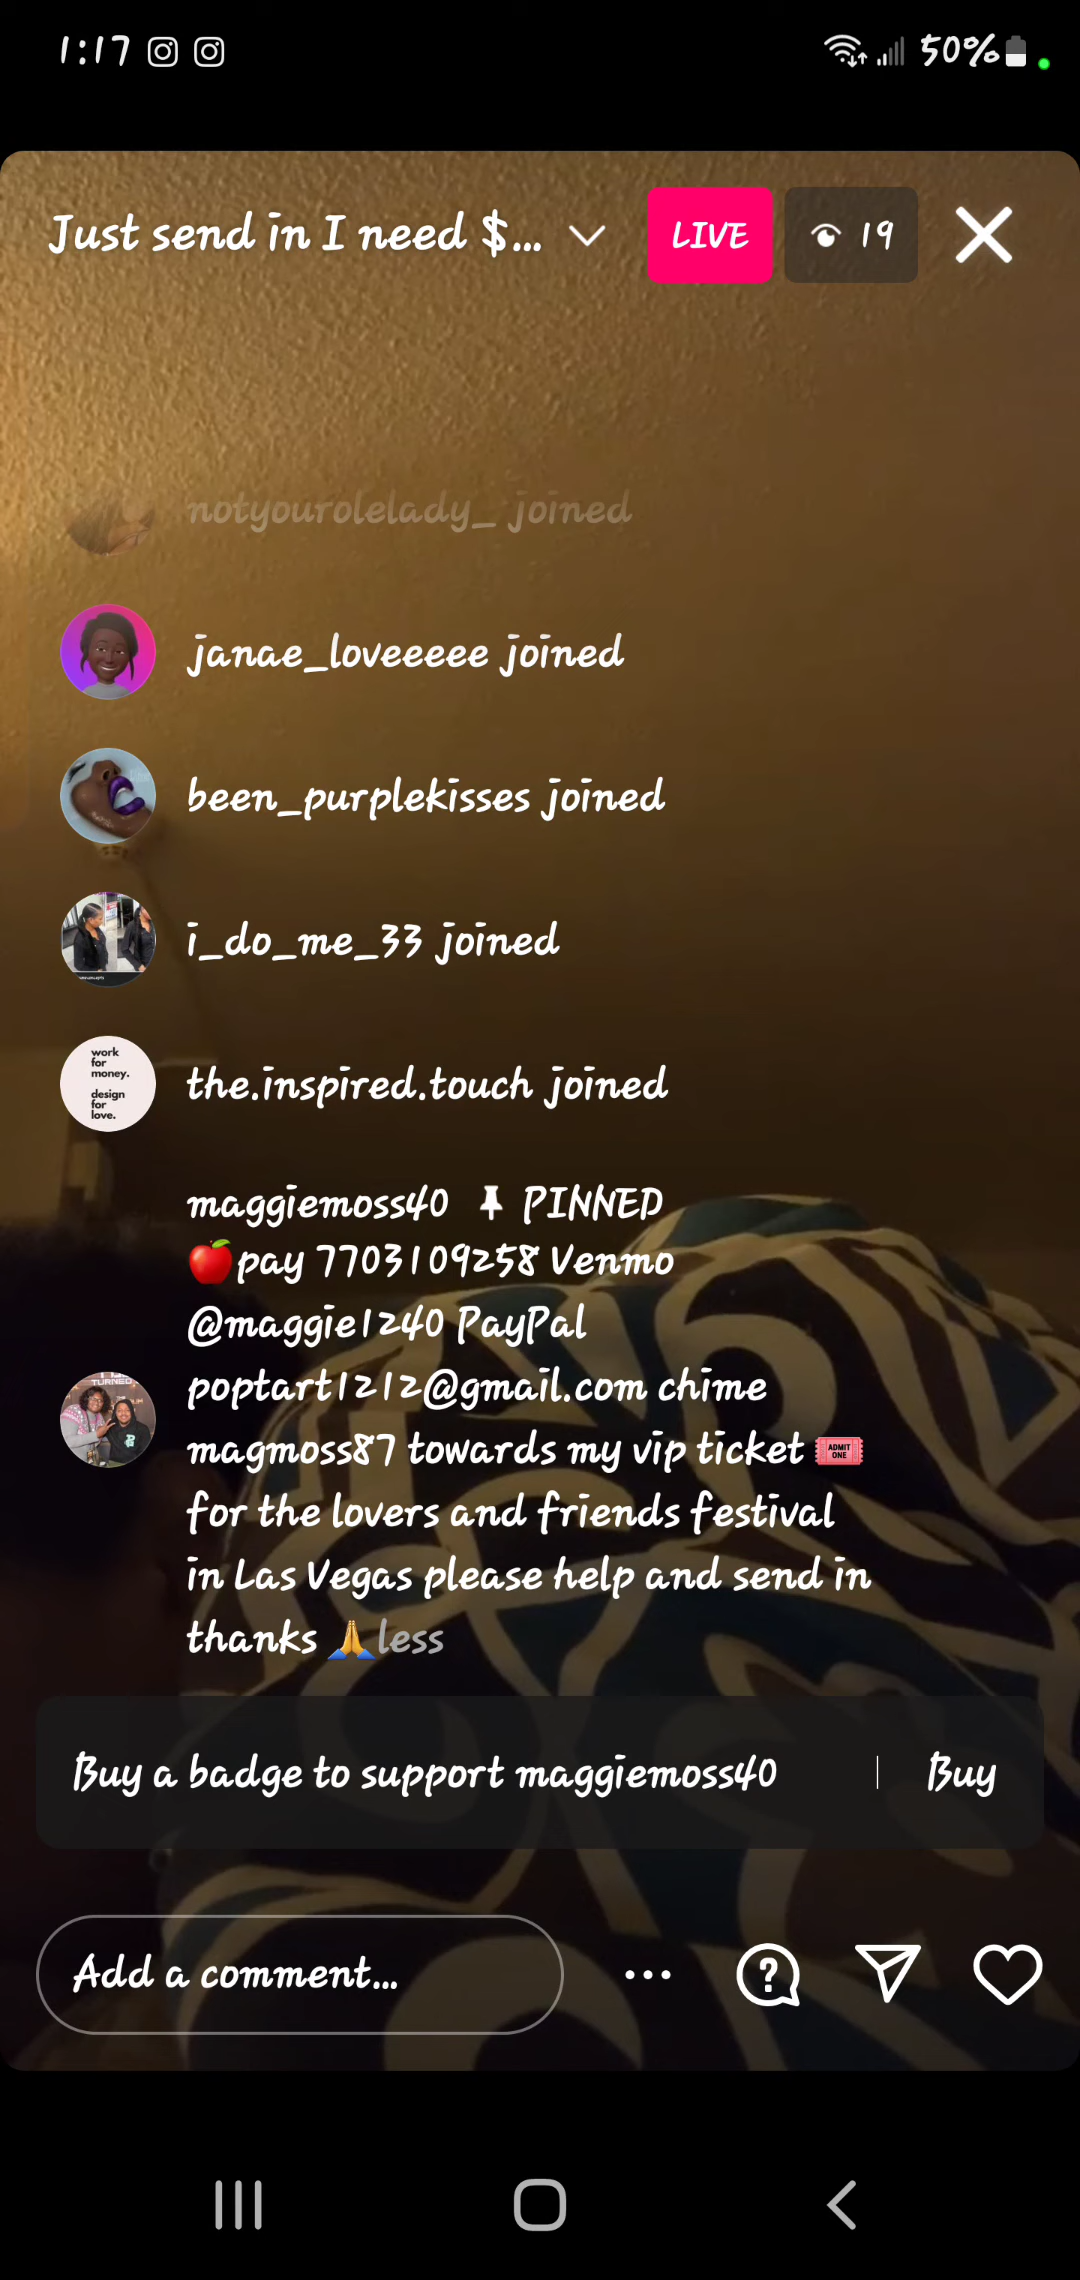 1:17
50%
Just send in I need $...
LIVE
19
notyourolelady_ joined
janae_loveeeee joined
been_purplekisses joined
i_do_me_33 joined
work
for
money.
design
for
love.
the.inspired.touch joined
maggiemoss40 PINNED
🍎pay 7703109258 Venmo
@maggie1240 PayPal
poptart1212@gmail.com chime
magmoss87 towards my vip ticket 🎟
for the lovers and friends festival
in Las Vegas please help and send in
thanks 🙏less
Buy a badge to support maggiemoss40 | Buy
Add a comment...